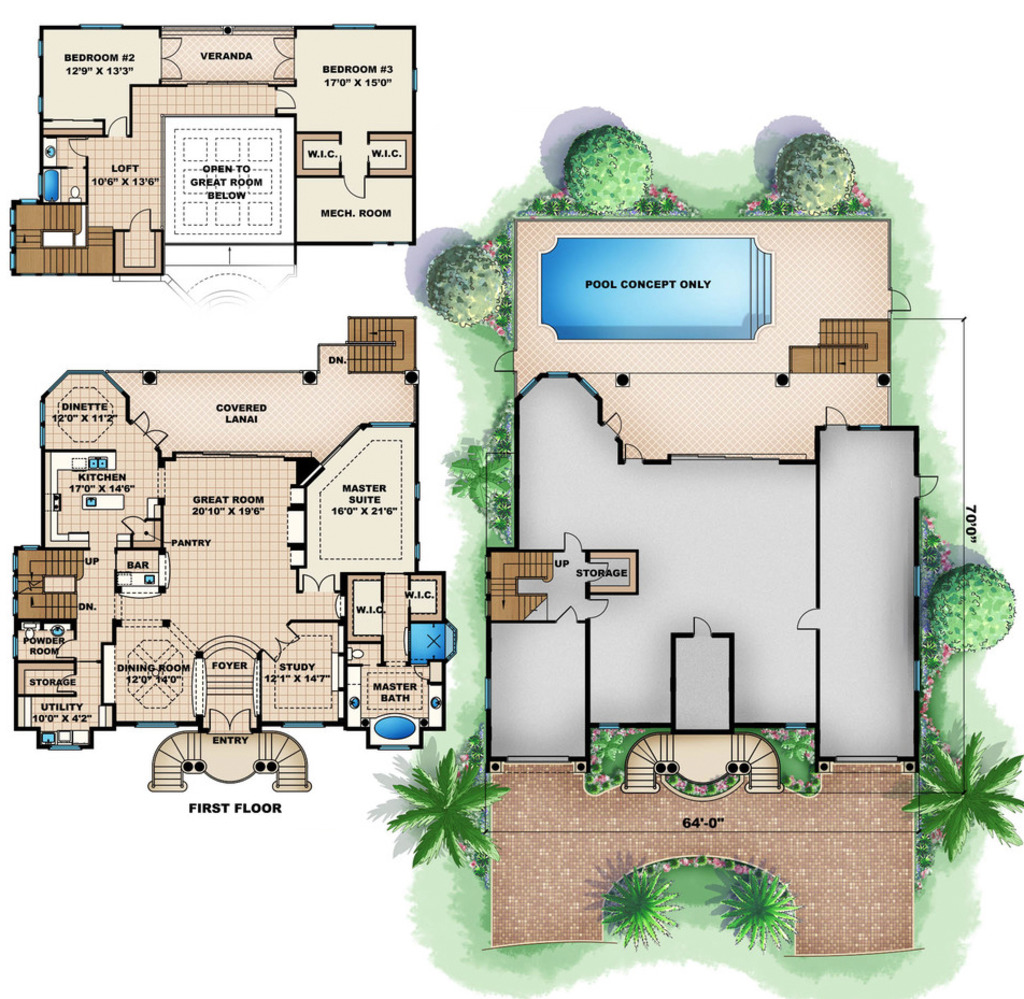 BEDROOM #2
12'9" X 13'3"
VERANDA
BEDROOM #3
17'0" X 15'0"
W.I.C.
W.I.C.
LOFT
10'6" X 13'6"
OPEN TO
GREAT ROOM
BELOW
MECH. ROOM
DN.
DINETTE
12'0" X 11'2"
COVERED
LANAI
KITCHEN
17'0" X 14'6"
GREAT ROOM
20'10" X 19'6"
MASTER
SUITE
16'0" X 21'6"
PANTRY
UP
BAR
DN.
W.I.C.
W.I.C.
POWDER
ROOM
STORAGE
UTILITY
10'0" X 4'2"
DINING ROOM
12'0" 14'0"
FOYER
STUDY
12'1" X 14'7"
MASTER
BATH
ENTRY
FIRST FLOOR
POOL CONCEPT ONLY
UP
STORAGE
70'0"
64'-0"